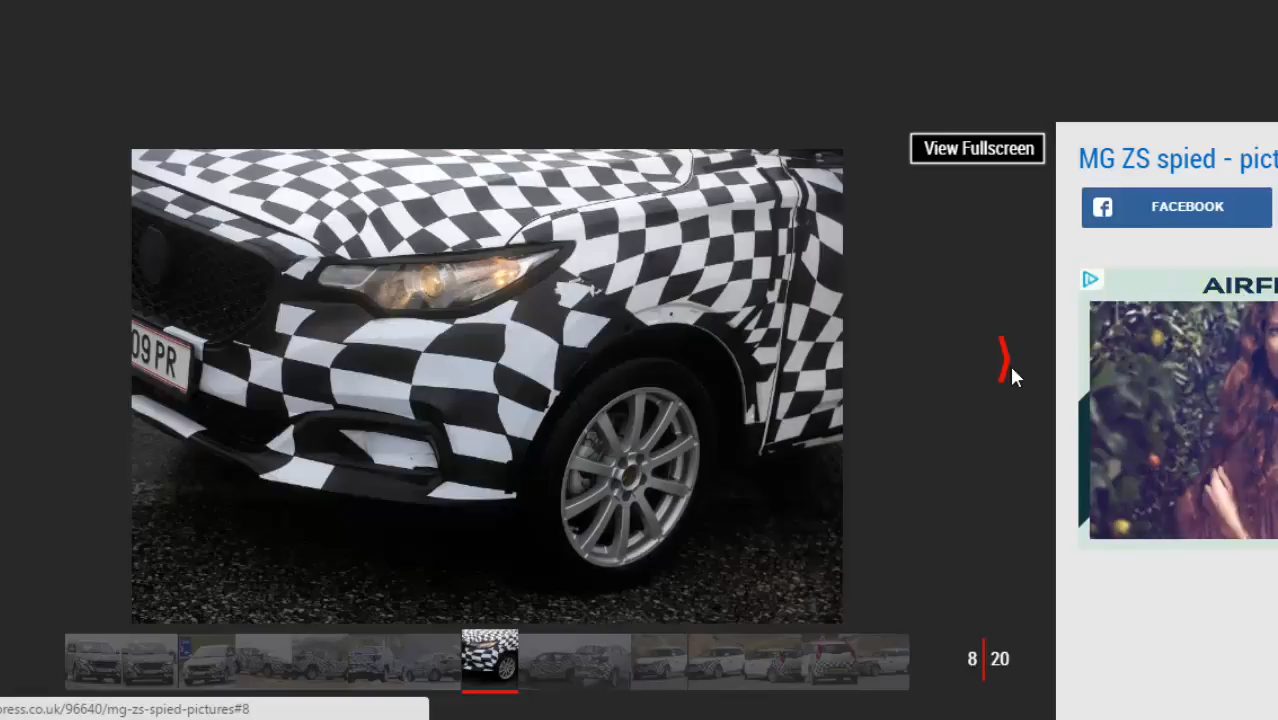 View Fullscreen
MG ZS spied - pict
FACEBOOK
AIRF
09 PR
8 20
press.co.uk/96640/mg-zs-spied-pictures#8